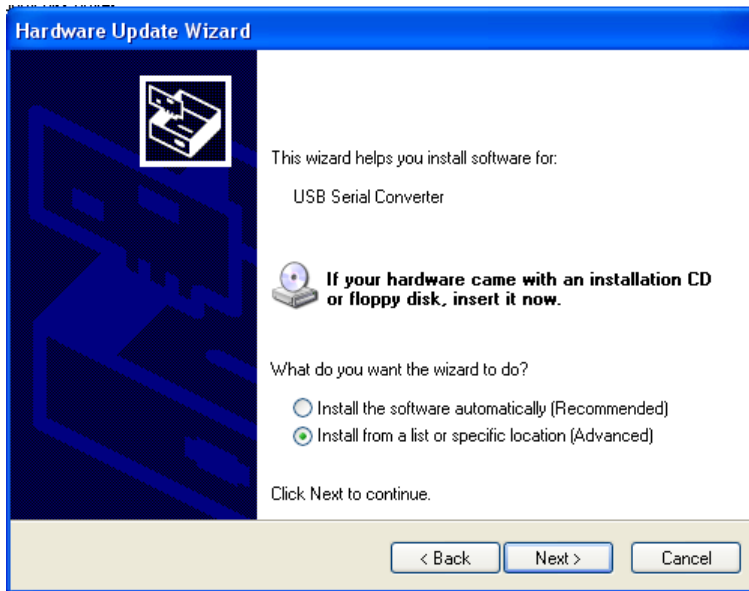 Hardware Update Wizard
This wizard helps you install software for:
USB Serial Converter
If your hardware came with an installation CD
or floppy disk, insert it now.
What do you want the wizard to do?
Install the software automatically (Recommended)
Install from a list or specific location (Advanced)
Click Next to continue.
< Back
Next >
Cancel